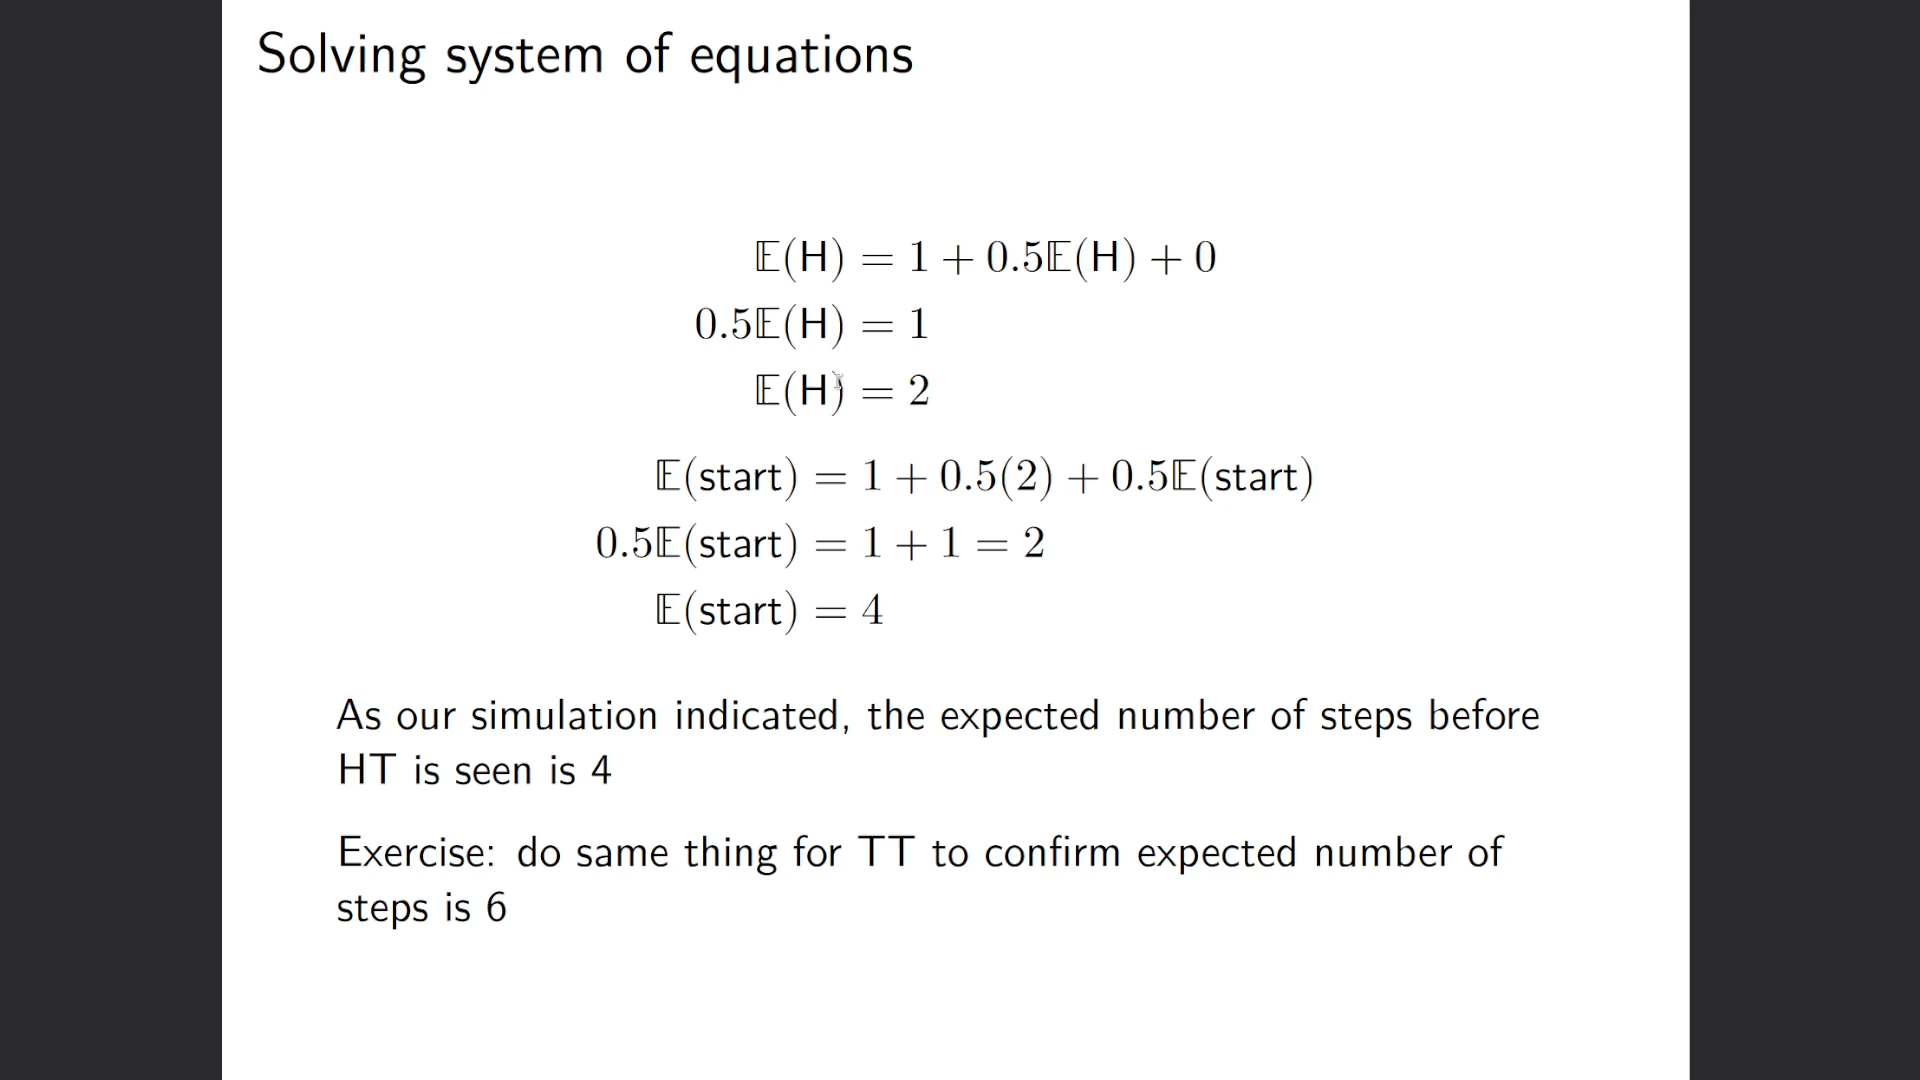 Solving system of equations
𝔼(H) = 1 + 0.5𝔼(H) + 0
0.5𝔼(H) = 1
𝔼(H) = 2
𝔼(start) = 1 + 0.5(2) + 0.5𝔼(start)
0.5𝔼(start) = 1 + 1 = 2
𝔼(start) = 4
As our simulation indicated, the expected number of steps before
HT is seen is 4
Exercise: do same thing for TT to confirm expected number of
steps is 6